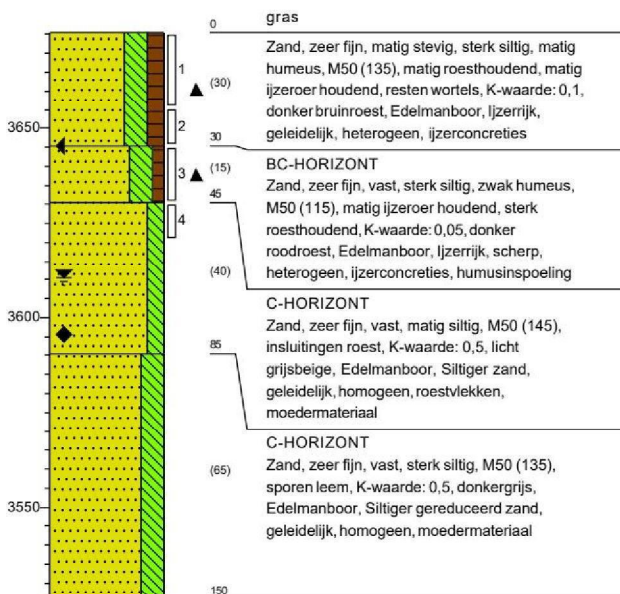 0
gras
Zand, zeer fijn, matig stevig, sterk siltig, matig
humeus, M50 (135), matig roesthoudend, matig
ijzeroer houdend, resten wortels, K-waarde: 0,1,
donker bruinroest, Edelmanboor, Ijzerrijk,
geleidelijk, heterogeen, ijzerconcreties
1
(30)
3650
2
30
BC-HORIZONT
Zand, zeer fijn, vast, sterk siltig, zwak humeus,
M50 (115), matig ijzeroer houdend, sterk
roesthoudend, K-waarde: 0,05, donker
roodroest, Edelmanboor, Ijzerrijk, scherp,
heterogeen, ijzerconcreties, humusinspoeling
3
(15)
45
4
(40)
C-HORIZONT
Zand, zeer fijn, vast, matig siltig, M50 (145),
insluitingen roest, K-waarde: 0,5, licht
grijsbeige, Edelmanboor, Siltiger zand,
geleidelijk, homogeen, roestvlekken,
moedermateriaal
3600
85
C-HORIZONT
Zand, zeer fijn, vast, sterk siltig, M50 (135),
sporen leem, K-waarde: 0,5, donkergrijs,
Edelmanboor, Siltiger gereduceerd zand,
geleidelijk, homogeen, moedermateriaal
(65)
3550
150